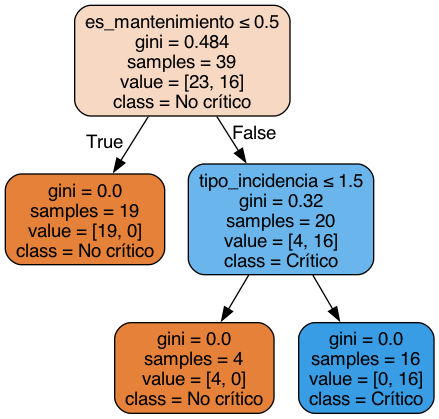 es_mantenimiento ≤ 0.5
gini = 0.484
samples = 39
value = [23, 16]
class = No crítico
True
False
gini = 0.0
samples = 19
value = [19, 0]
class = No crítico
tipo_incidencia ≤ 1.5
gini = 0.32
samples = 20
value = [4, 16]
class = Crítico
gini = 0.0
samples = 4
value = [4, 0]
class = No crítico
gini = 0.0
samples = 16
value = [0, 16]
class = Crítico